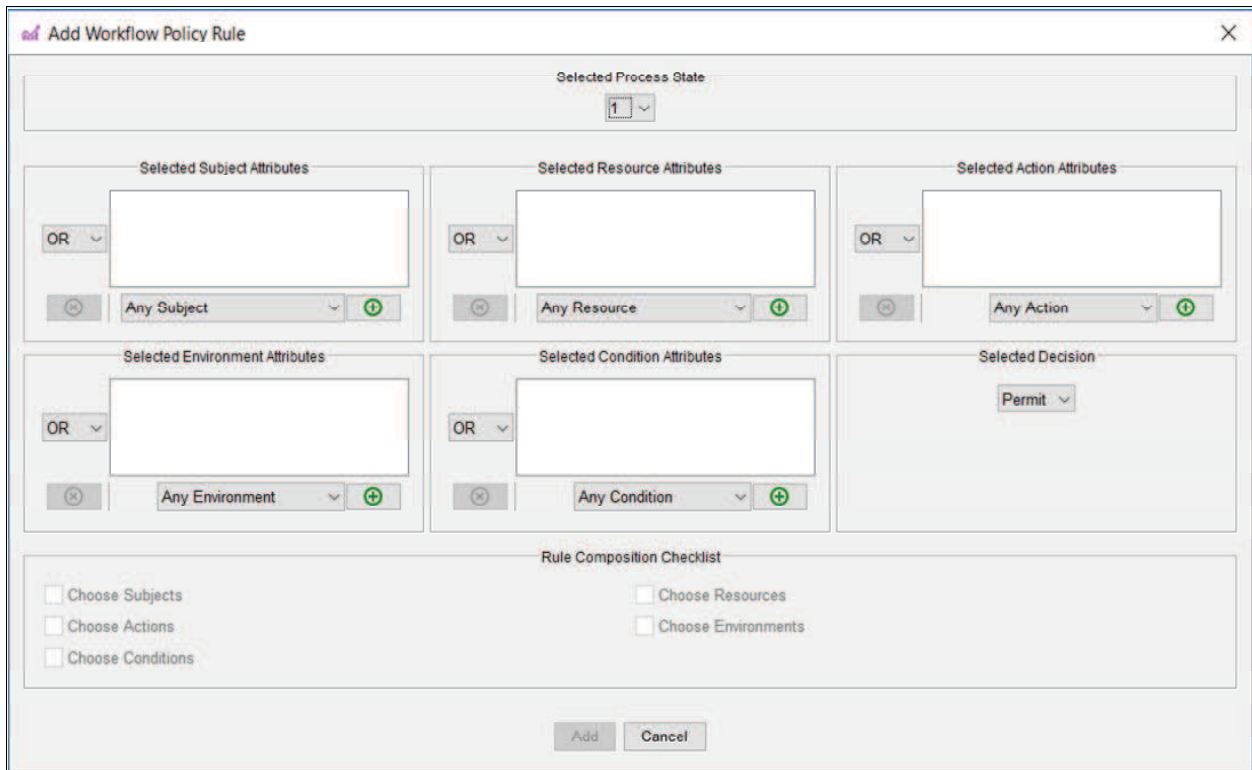 Add Workflow Policy Rule
Selected Process State
1
Selected Subject Attributes
OR
Any Subject
Selected Resource Attributes
OR
Any Resource
Selected Action Attributes
OR
Any Action
Selected Environment Attributes
OR
Any Environment
Selected Condition Attributes
OR
Any Condition
Selected Decision
Permit
Rule Composition Checklist
Choose Subjects
Choose Resources
Choose Actions
Choose Environments
Choose Conditions
Add
Cancel